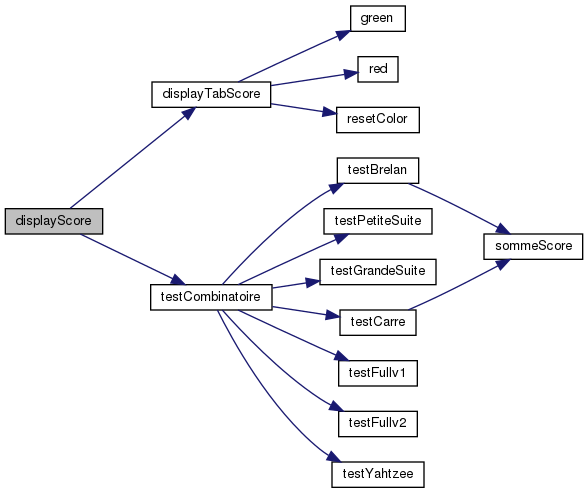 green
red
displayTabScore
resetColor
testBrelan
displayScore
testPetiteSuite
sommeScore
testGrandeSuite
testCombinatoire
testCarre
testFullv1
testFullv2
testYahtzee